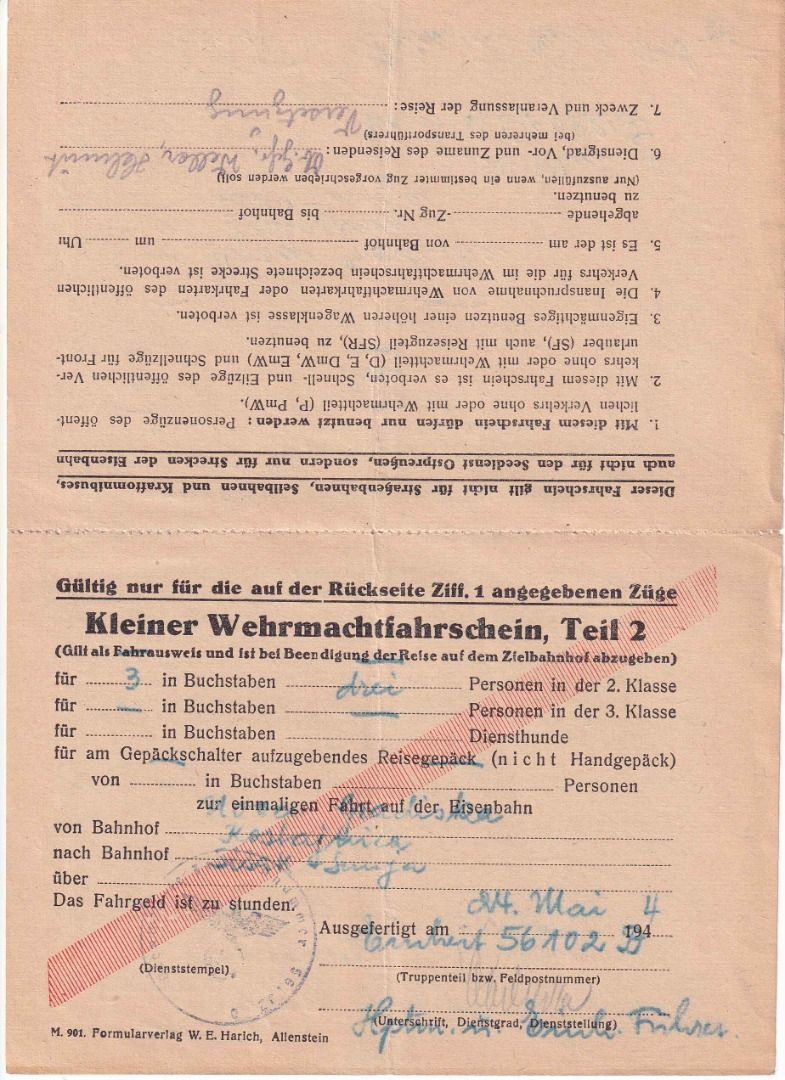 Gültig nur für die auf der Rückseite Ziff. 1 angegebenen Züge
Kleiner Wehrmachtfahrschein, Teil 2
(Gilt als Fahrausweis und ist bei Beendigung der Reise auf dem Zielbahnhof abzugeben)
für 3 in Buchstaben drei Personen in der 2. Klasse
für — in Buchstaben — Personen in der 3. Klasse
für in Buchstaben Diensthunde
für am Gepäckschalter aufzugebendes Reisegepäck (nicht Handgepäck)
von in Buchstaben Personen
zur einmaligen Fahrt auf der Eisenbahn
von Bahnhof Nova Gradiska
nach Bahnhof Kostajnica
über Sunja
Das Fahrgeld ist zu stunden.
Ausgefertigt am 24. Mai 194 4
Einheit 56102 B
(Dienststempel) (Truppenteil bzw. Feldpostnummer)
Hptm. u. Einh. Führer.
(Unterschrift, Dienstgrad, Dienststellung)
M. 901. Formularverlag W. E. Harich, Allenstein
Dieser Fahrschein gilt nicht für Straßenbahnen, Seilbahnen und Kraftomnibusse,
auch nicht für den Seedienst Ostpreußen, sondern nur für Strecken der Eisenbahn
1. Mit diesem Fahrschein dürfen nur benutzt werden: Personenzüge des öffent-
lichen Verkehrs ohne oder mit Wehrmachtteil (P, PmW).
2. Mit diesem Fahrschein ist es verboten, Schnell- und Eilzüge des öffentlichen Ver-
kehrs ohne oder mit Wehrmachtteil (D, E, DmW, EmW) und Schnellzüge für Front-
urlauber (SF), auch mit Reisezugteil (SFR), zu benutzen.
3. Eigenmächtiges Benutzen einer höheren Wagenklasse ist verboten.
4. Die Inanspruchnahme von Wehrmachtfahrkarten oder Fahrkarten des öffentlichen
Verkehrs für die im Wehrmachtfahrschein bezeichnete Strecke ist verboten.
5. Es ist der am von Bahnhof um Uhr
abgehende -Zug Nr. bis Bahnhof
zu benutzen.
(Nur auszufüllen, wenn ein bestimmter Zug vorgeschrieben werden soll)
6. Dienstgrad, Vor- und Zuname des Reisenden: Weller, Helmut
(bei mehreren des Transportführers)
7. Zweck und Veranlassung der Reise: Versetzung